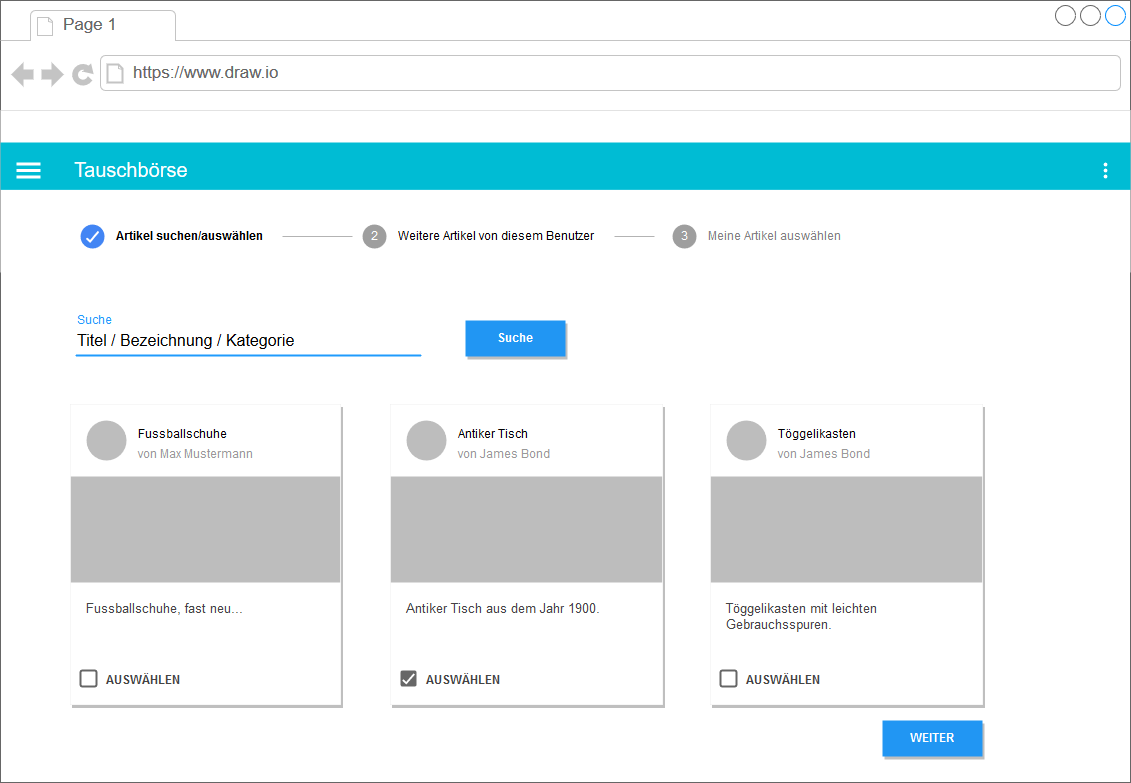 Page 1
https://www.draw.io
Tauschbörse
Artikel suchen/auswählen
2
Weitere Artikel von diesem Benutzer
3
Meine Artikel auswählen
Suche
Titel / Bezeichnung / Kategorie
Suche
Fussballschuhe
von Max Mustermann
Fussballschuhe, fast neu...
AUSWÄHLEN
Antiker Tisch
von James Bond
Antiker Tisch aus dem Jahr 1900.
AUSWÄHLEN
Töggelikasten
von James Bond
Töggelikasten mit leichten
Gebrauchsspuren.
AUSWÄHLEN
WEITER